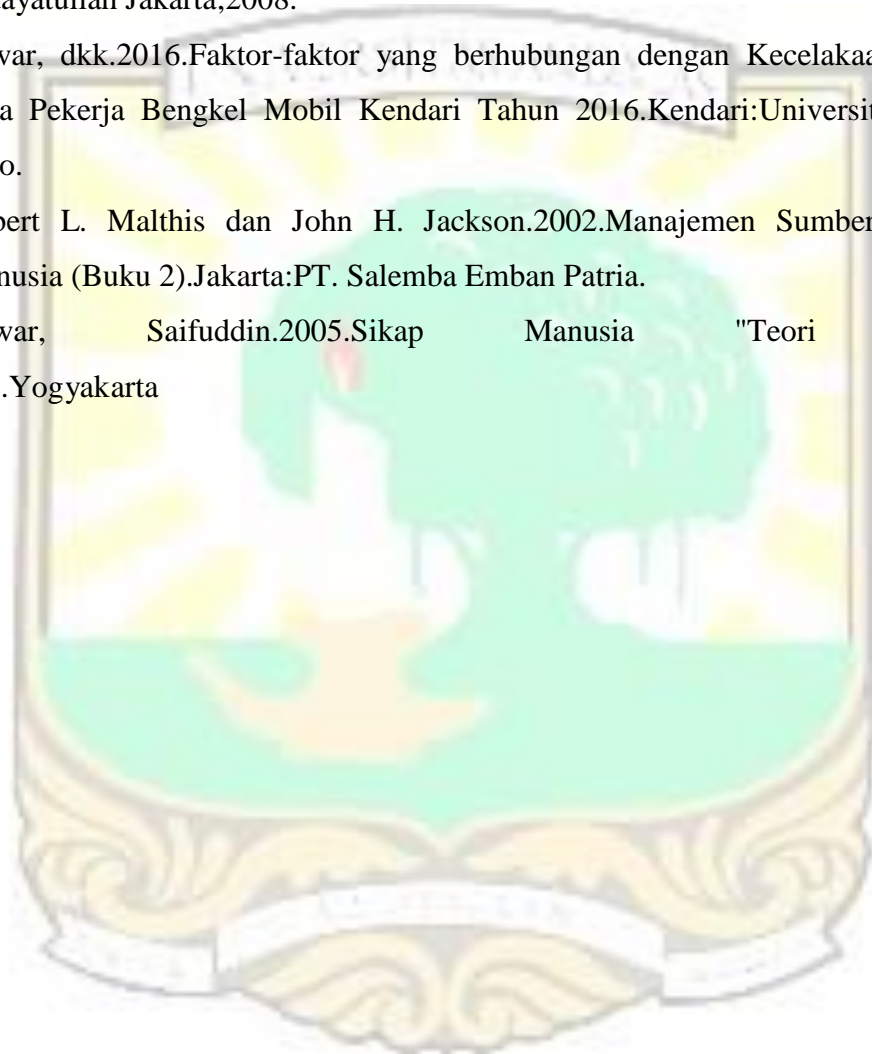 ayatullah Jakarta,2008.
var, dkk.2016.Faktor-faktor yang berhubungan dengan Kecelakaa
a Pekerja Bengkel Mobil Kendari Tahun 2016.Kendari:Universit
o.
bert L. Malthis dan John H. Jackson.2002.Manajemen Sumber
nusia (Buku 2).Jakarta:PT. Salemba Emban Patria.
war, Saifuddin.2005.Sikap Manusia "Teori
.Yogyakarta